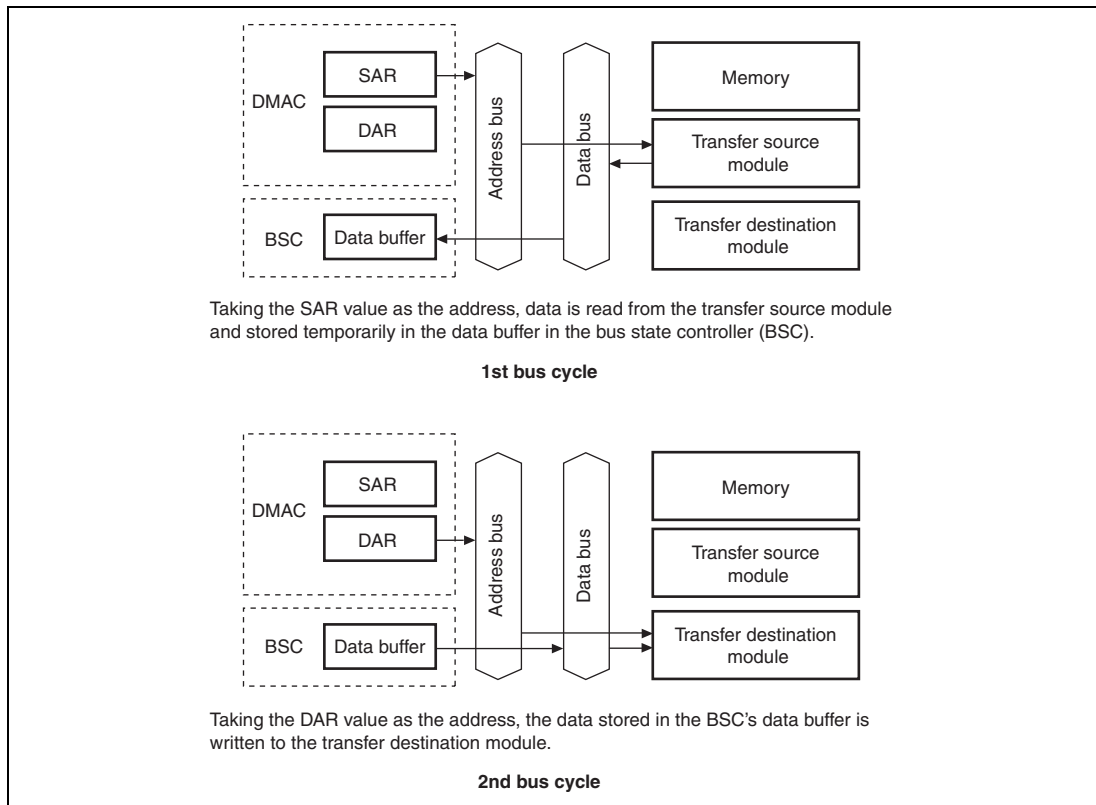 SAR
DMAC
DAR
BSC
Data buffer
Address bus
Data bus
Memory
Transfer source
module
Transfer destination
module
Taking the SAR value as the address, data is read from the transfer source module
and stored temporarily in the data buffer in the bus state controller (BSC).
1st bus cycle
SAR
DMAC
DAR
BSC
Data buffer
Address bus
Data bus
Memory
Transfer source
module
Transfer destination
module
Taking the DAR value as the address, the data stored in the BSC's data buffer is
written to the transfer destination module.
2nd bus cycle